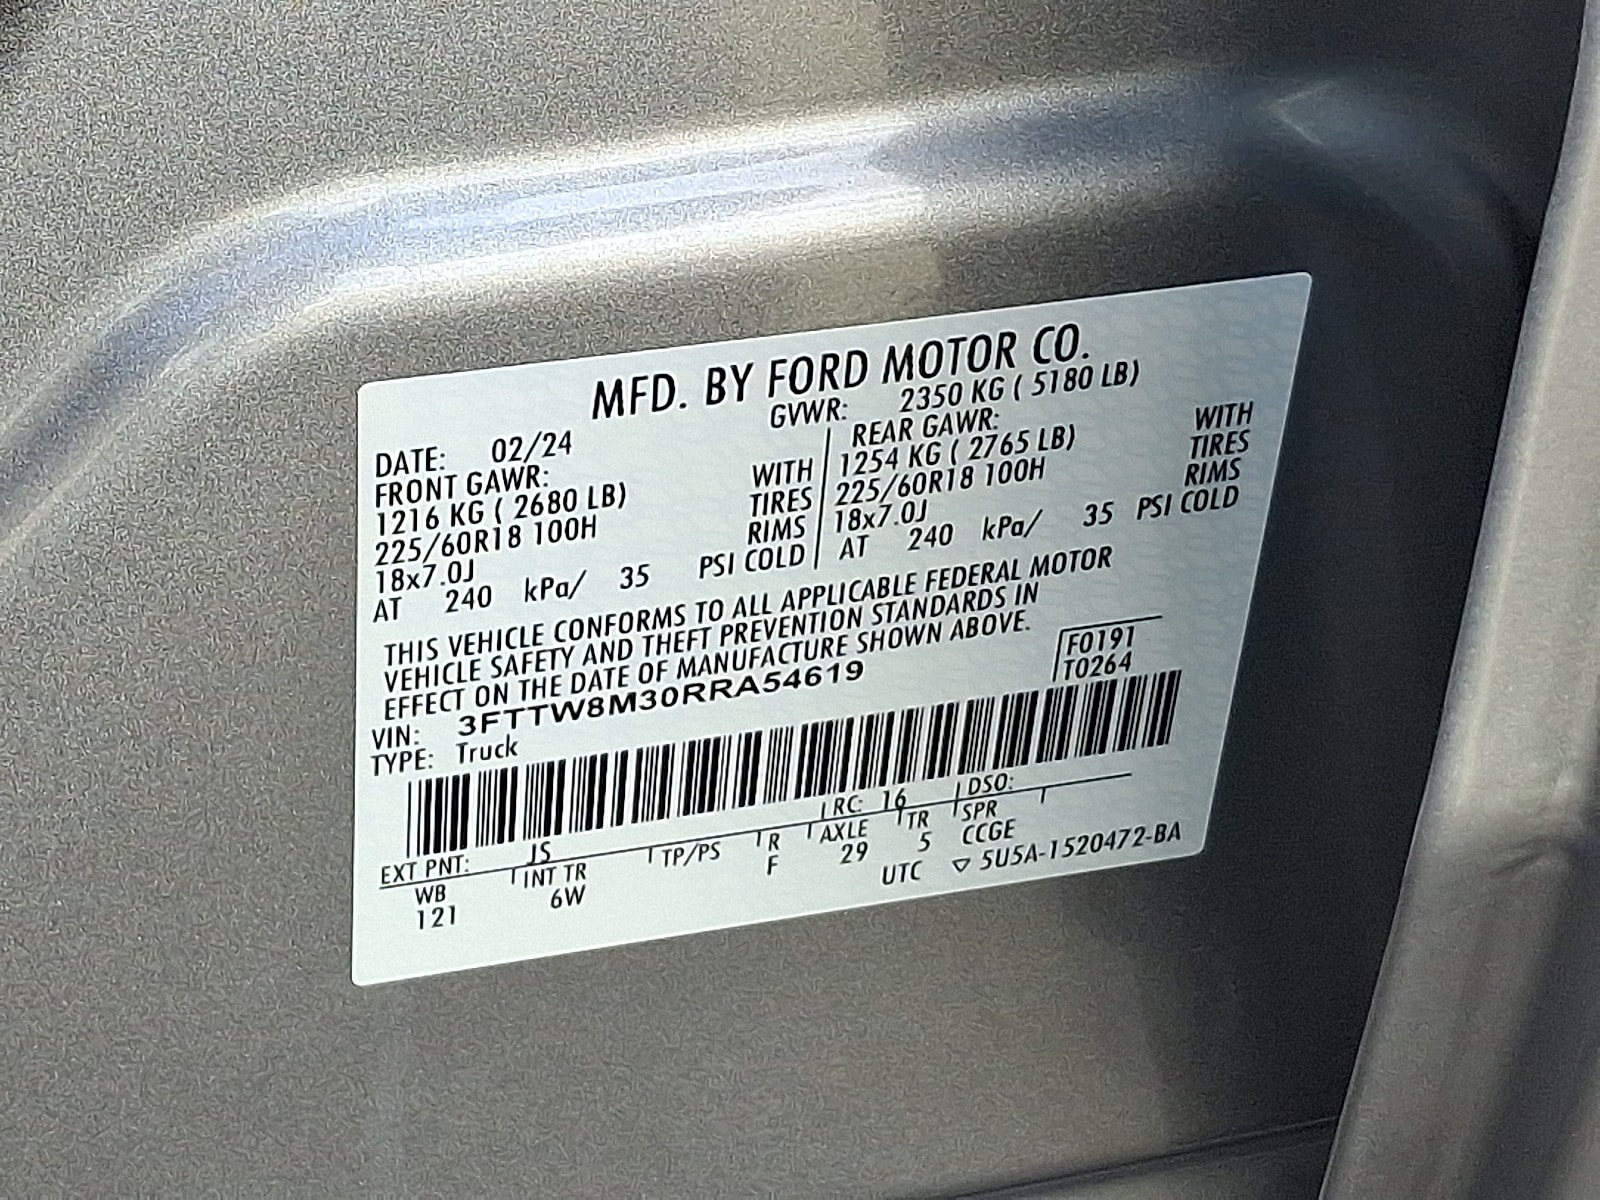 MFD. BY FORD MOTOR CO.
DATE: 02/24 GVWR: 2350 KG ( 5180 LB)
FRONT GAWR: REAR GAWR:
1216 KG ( 2680 LB) WITH 1254 KG ( 2765 LB) WITH
225/60R18 100H TIRES 225/60R18 100H TIRES
18x7.0J RIMS 18x7.0J RIMS
AT 240 kPa/ 35 PSI COLD AT 240 kPa/ 35 PSI COLD
THIS VEHICLE CONFORMS TO ALL APPLICABLE FEDERAL MOTOR
VEHICLE SAFETY AND THEFT PREVENTION STANDARDS IN
EFFECT ON THE DATE OF MANUFACTURE SHOWN ABOVE.
F0191
VIN: 3FTTW8M30RRA54619 T0264
TYPE: Truck
EXT PNT: JS RC: 16 DSO:
WB INT TR TP/PS R AXLE TR SPR
121 6W F 29 5 CCGE
UTC ▽ 5U5A-1520472-BA